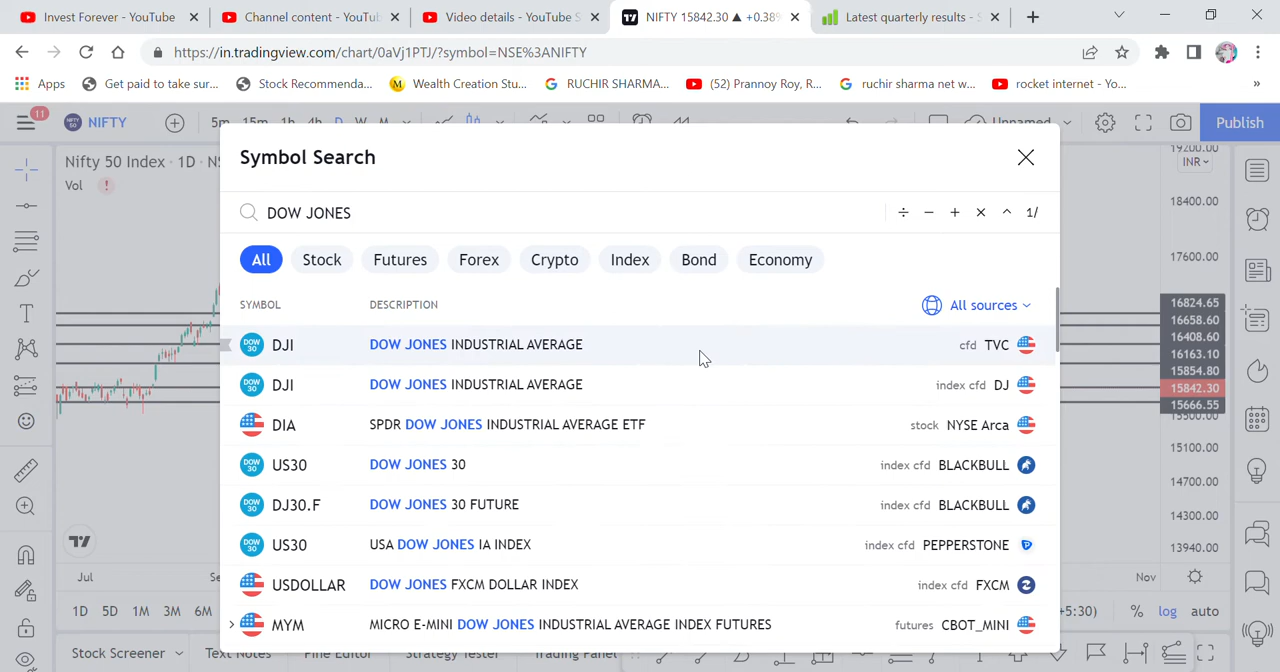 Invest Forever - YouTube
Channel content - YouTu
Video details - YouTube S
NIFTY 15842.30 ▲ +0.38%
Latest quarterly results - S
https://in.tradingview.com/chart/0aVj1PTJ/?symbol=NSE%3ANIFTY
Apps
Get paid to take sur...
Stock Recommenda...
Wealth Creation Stu...
RUCHIR SHARMA...
(52) Prannoy Roy, R...
ruchir sharma net w...
rocket internet - Yo...
»
11
NIFTY
5m 15m 1h 4h D W M
Unnamed
Publish
Nifty 50 Index · 1D · NS
Vol
Symbol Search
DOW JONES
÷ − + × ^ 1/
All Stock Futures Forex Crypto Index Bond Economy
SYMBOL DESCRIPTION All sources
DJI DOW JONES INDUSTRIAL AVERAGE cfd TVC
DJI DOW JONES INDUSTRIAL AVERAGE index cfd DJ
DIA SPDR DOW JONES INDUSTRIAL AVERAGE ETF stock NYSE Arca
US30 DOW JONES 30 index cfd BLACKBULL
DJ30.F DOW JONES 30 FUTURE index cfd BLACKBULL
US30 USA DOW JONES IA INDEX index cfd PEPPERSTONE
USDOLLAR DOW JONES FXCM DOLLAR INDEX index cfd FXCM
MYM MICRO E-MINI DOW JONES INDUSTRIAL AVERAGE INDEX FUTURES futures CBOT_MINI
19200.00
INR
18400.00
17600.00
16824.65
16658.60
16408.60
16163.10
15854.80
15842.30
15666.55
15500.00
15100.00
14700.00
14300.00
13940.00
Jul
Se
Nov
1D 5D 1M 3M 6M
+5:30)
% log auto
Stock Screener
Text Notes
Pine Editor
Strategy Tester
Trading Panel